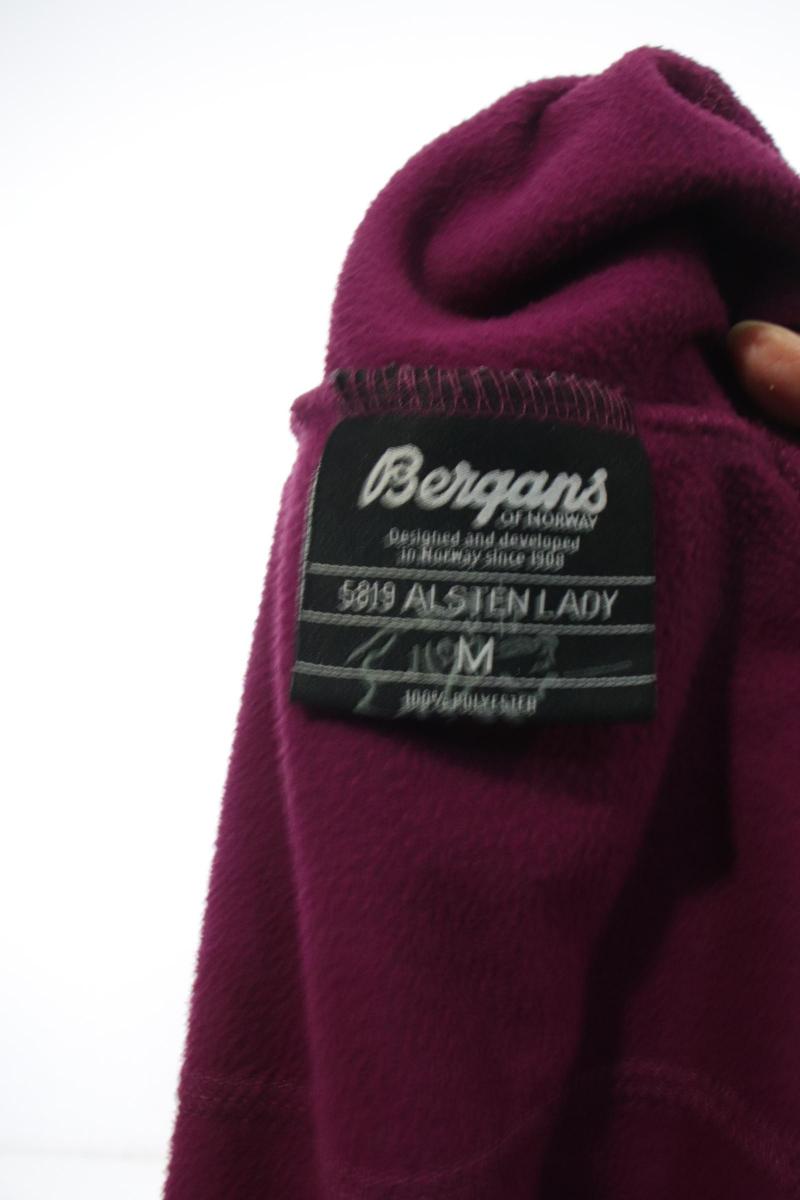 Bergans
OF NORWAY
Designed and developed
in Norway since 1908
5819 ALSTEN LADY
M
100% POLYESTER